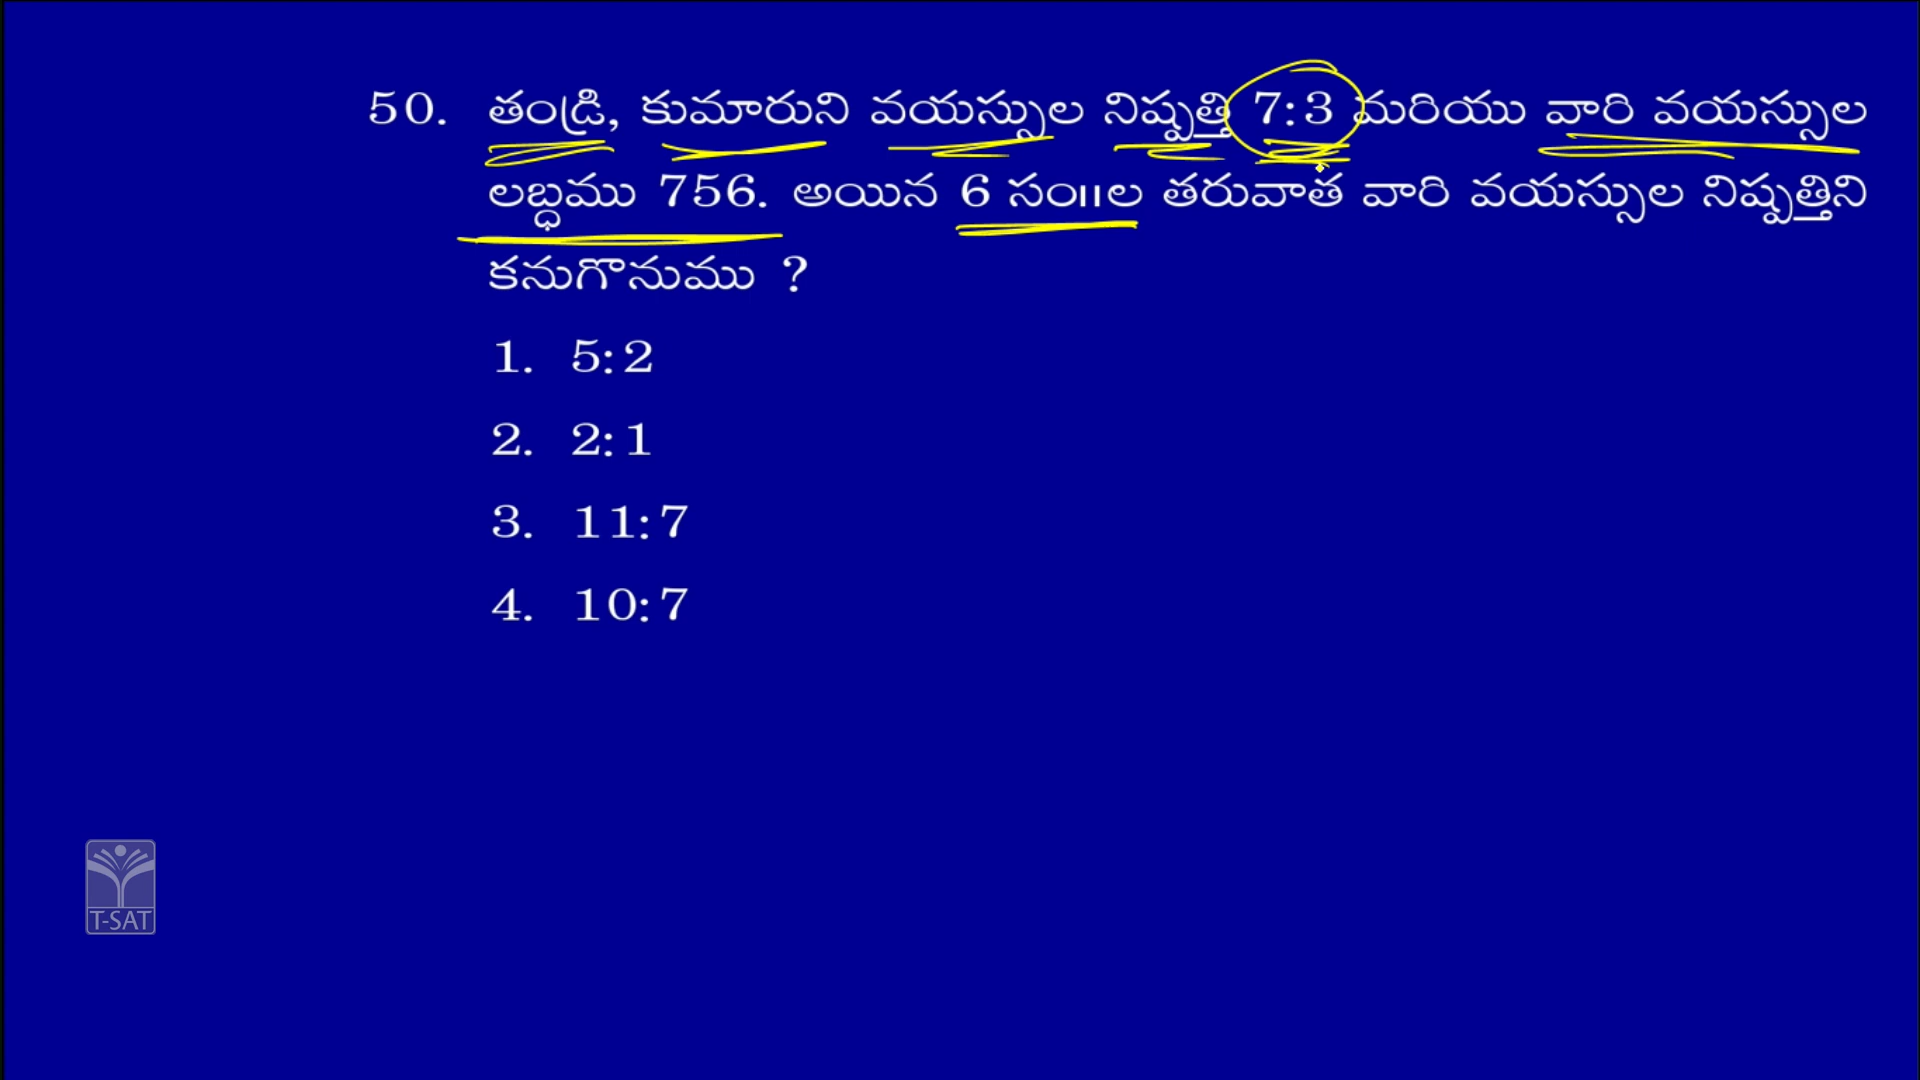 50. తండ్రి, కుమారుని వయస్సుల నిష్పత్తి 7:3 మరియు వారి వయస్సుల
లబ్ధము 756. అయిన 6 సం॥ల తరువాత వారి వయస్సుల నిష్పత్తిని
కనుగొనుము ?
1. 5:2
2. 2:1
3. 11:7
4. 10:7
T-SAT